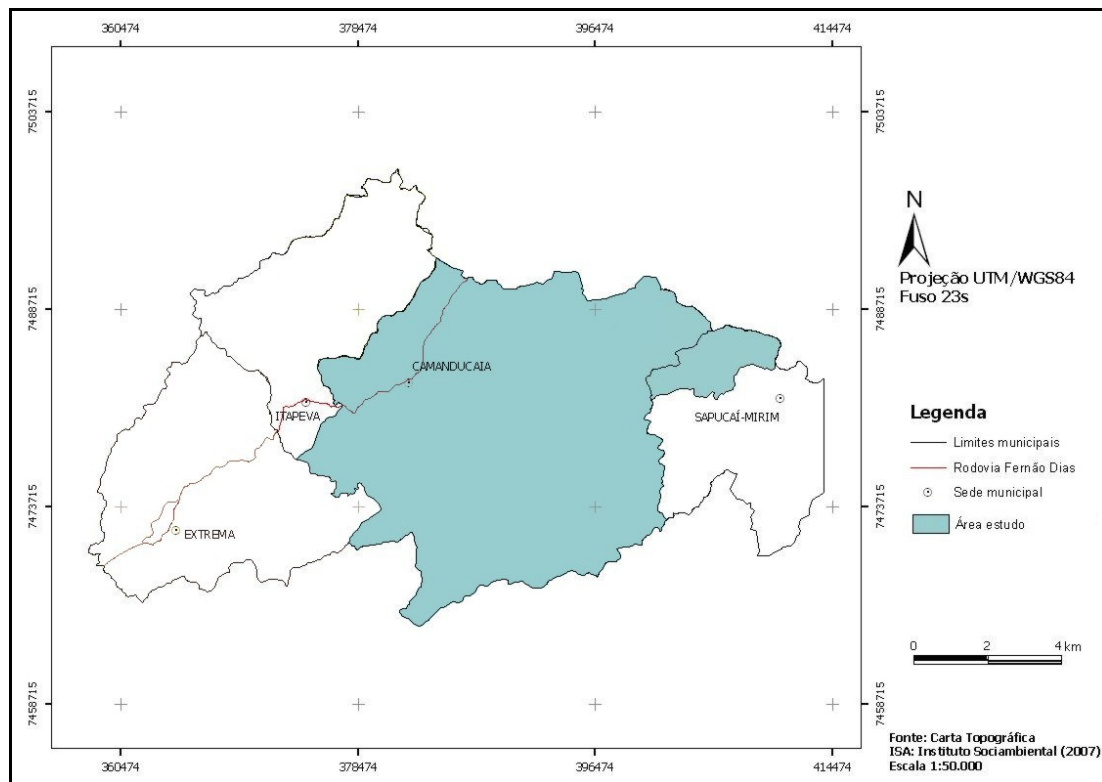 360474 378474 396474 414474
7503715 7503715
N
Projeção UTM/WGS84
Fuso 23s
7488715 7488715
CAMANDUCAIA
ITAPEVA
SAPUCAÍ-MIRIM
Legenda
Limites municipais
Rodovia Fernão Dias
Sede municipal
Área estudo
7473715 7473715
EXTREMA
0 2 4 km
7458715 7458715
Fonte: Carta Topográfica
ISA: Instituto Sociambiental (2007)
Escala 1:50.000
360474 378474 396474 414474